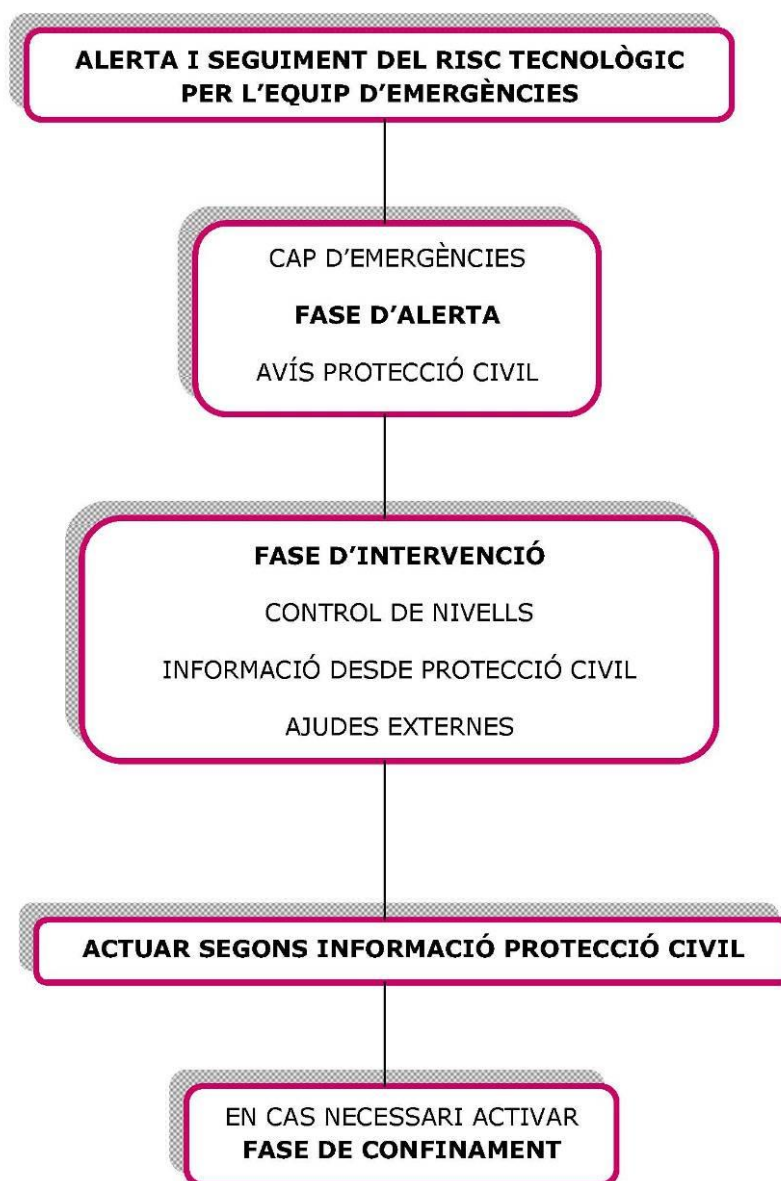 ALERTA I SEGUIMENT DEL RISC TECNOLÒGIC
PER L'EQUIP D'EMERGÈNCIES
CAP D'EMERGÈNCIES
FASE D'ALERTA
AVÍS PROTECCIÓ CIVIL
FASE D'INTERVENCIÓ
CONTROL DE NIVELLS
INFORMACIÓ DESDE PROTECCIÓ CIVIL
AJUDES EXTERNES
ACTUAR SEGONS INFORMACIÓ PROTECCIÓ CIVIL
EN CAS NECESSARI ACTIVAR
FASE DE CONFINAMENT